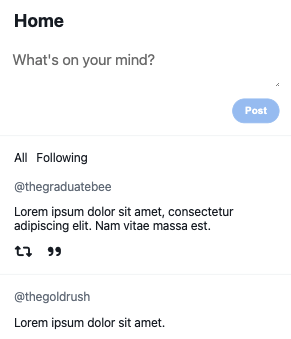 Home
What's on your mind?
Post
All Following
@thegraduatebee
Lorem ipsum dolor sit amet, consectetur
adipiscing elit. Nam vitae massa est.
@thegoldrush
Lorem ipsum dolor sit amet.